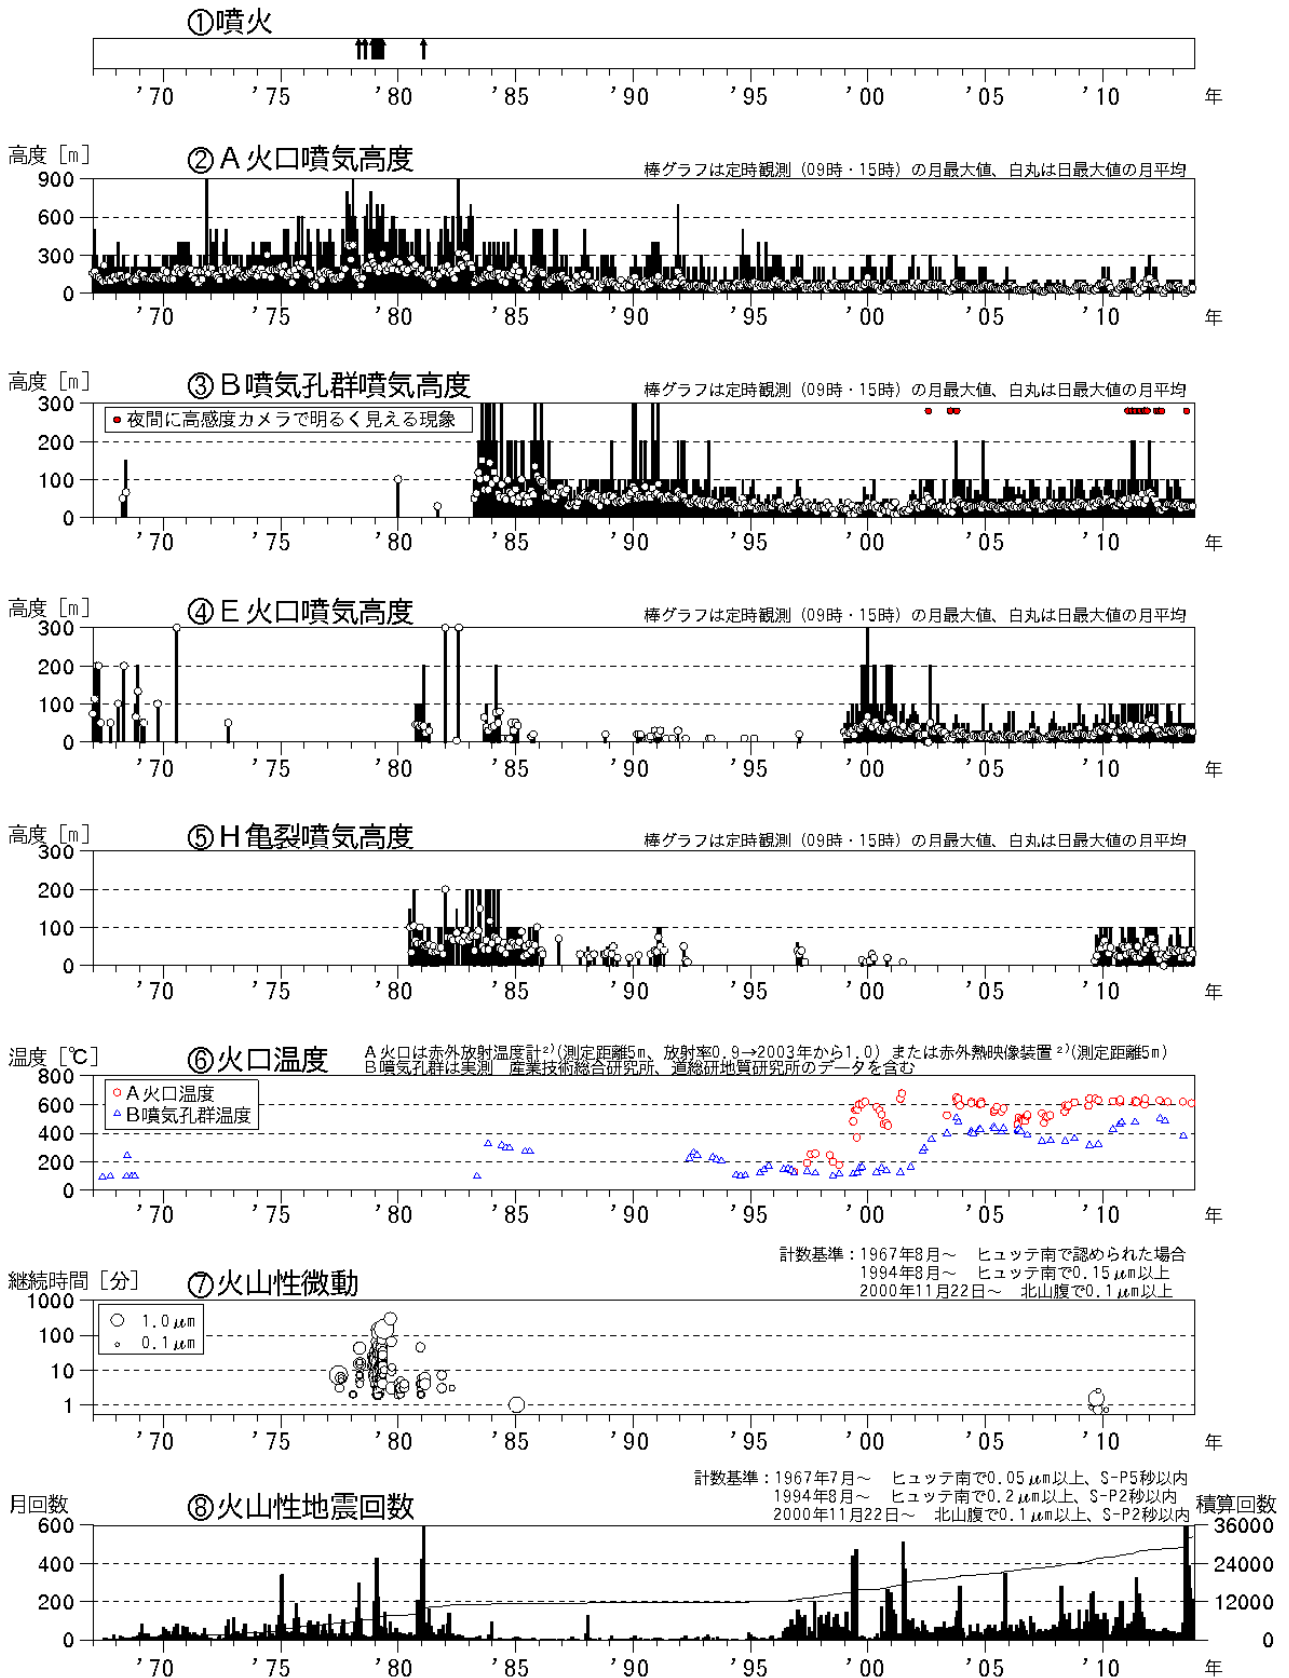 ①噴火
'70 '75 '80 '85 '90 '95 '00 '05 '10 年
高度［m］ ②A火口噴気高度
棒グラフは定時観測（09時・15時）の月最大値、白丸は日最大値の月平均
900
600
300
0
'70 '75 '80 '85 '90 '95 '00 '05 '10 年
高度［m］ ③B噴気孔群噴気高度
棒グラフは定時観測（09時・15時）の月最大値、白丸は日最大値の月平均
300
夜間に高感度カメラで明るく見える現象
200
100
0
'70 '75 '80 '85 '90 '95 '00 '05 '10 年
高度［m］ ④E火口噴気高度
棒グラフは定時観測（09時・15時）の月最大値、白丸は日最大値の月平均
300
200
100
0
'70 '75 '80 '85 '90 '95 '00 '05 '10 年
高度［m］ ⑤H亀裂噴気高度
棒グラフは定時観測（09時・15時）の月最大値、白丸は日最大値の月平均
300
200
100
0
'70 '75 '80 '85 '90 '95 '00 '05 '10 年
温度［℃］ ⑥火口温度
A火口は赤外放射温度計²⁾(測定距離5m、放射率0.9→2003年から1.0）または赤外熱映像装置²⁾(測定距離5m)
B噴気孔群は実測 産業技術総合研究所、道総研地質研究所のデータを含む
800
A火口温度
600
B噴気孔群温度
400
200
0
'70 '75 '80 '85 '90 '95 '00 '05 '10 年
計数基準：1967年8月～ ヒュッテ南で認められた場合
1994年8月～ ヒュッテ南で0.15μm以上
2000年11月22日～ 北山腹で0.1μm以上
継続時間［分］ ⑦火山性微動
1000
1.0μm
100
0.1μm
10
1
'70 '75 '80 '85 '90 '95 '00 '05 '10 年
計数基準：1967年7月～ ヒュッテ南で0.05μm以上、S-P5秒以内
1994年8月～ ヒュッテ南で0.2μm以上、S-P2秒以内
2000年11月22日～ 北山腹で0.1μm以上、S-P2秒以内
月回数 ⑧火山性地震回数 積算回数
600 36000
400 24000
200 12000
0 0
'70 '75 '80 '85 '90 '95 '00 '05 '10 年